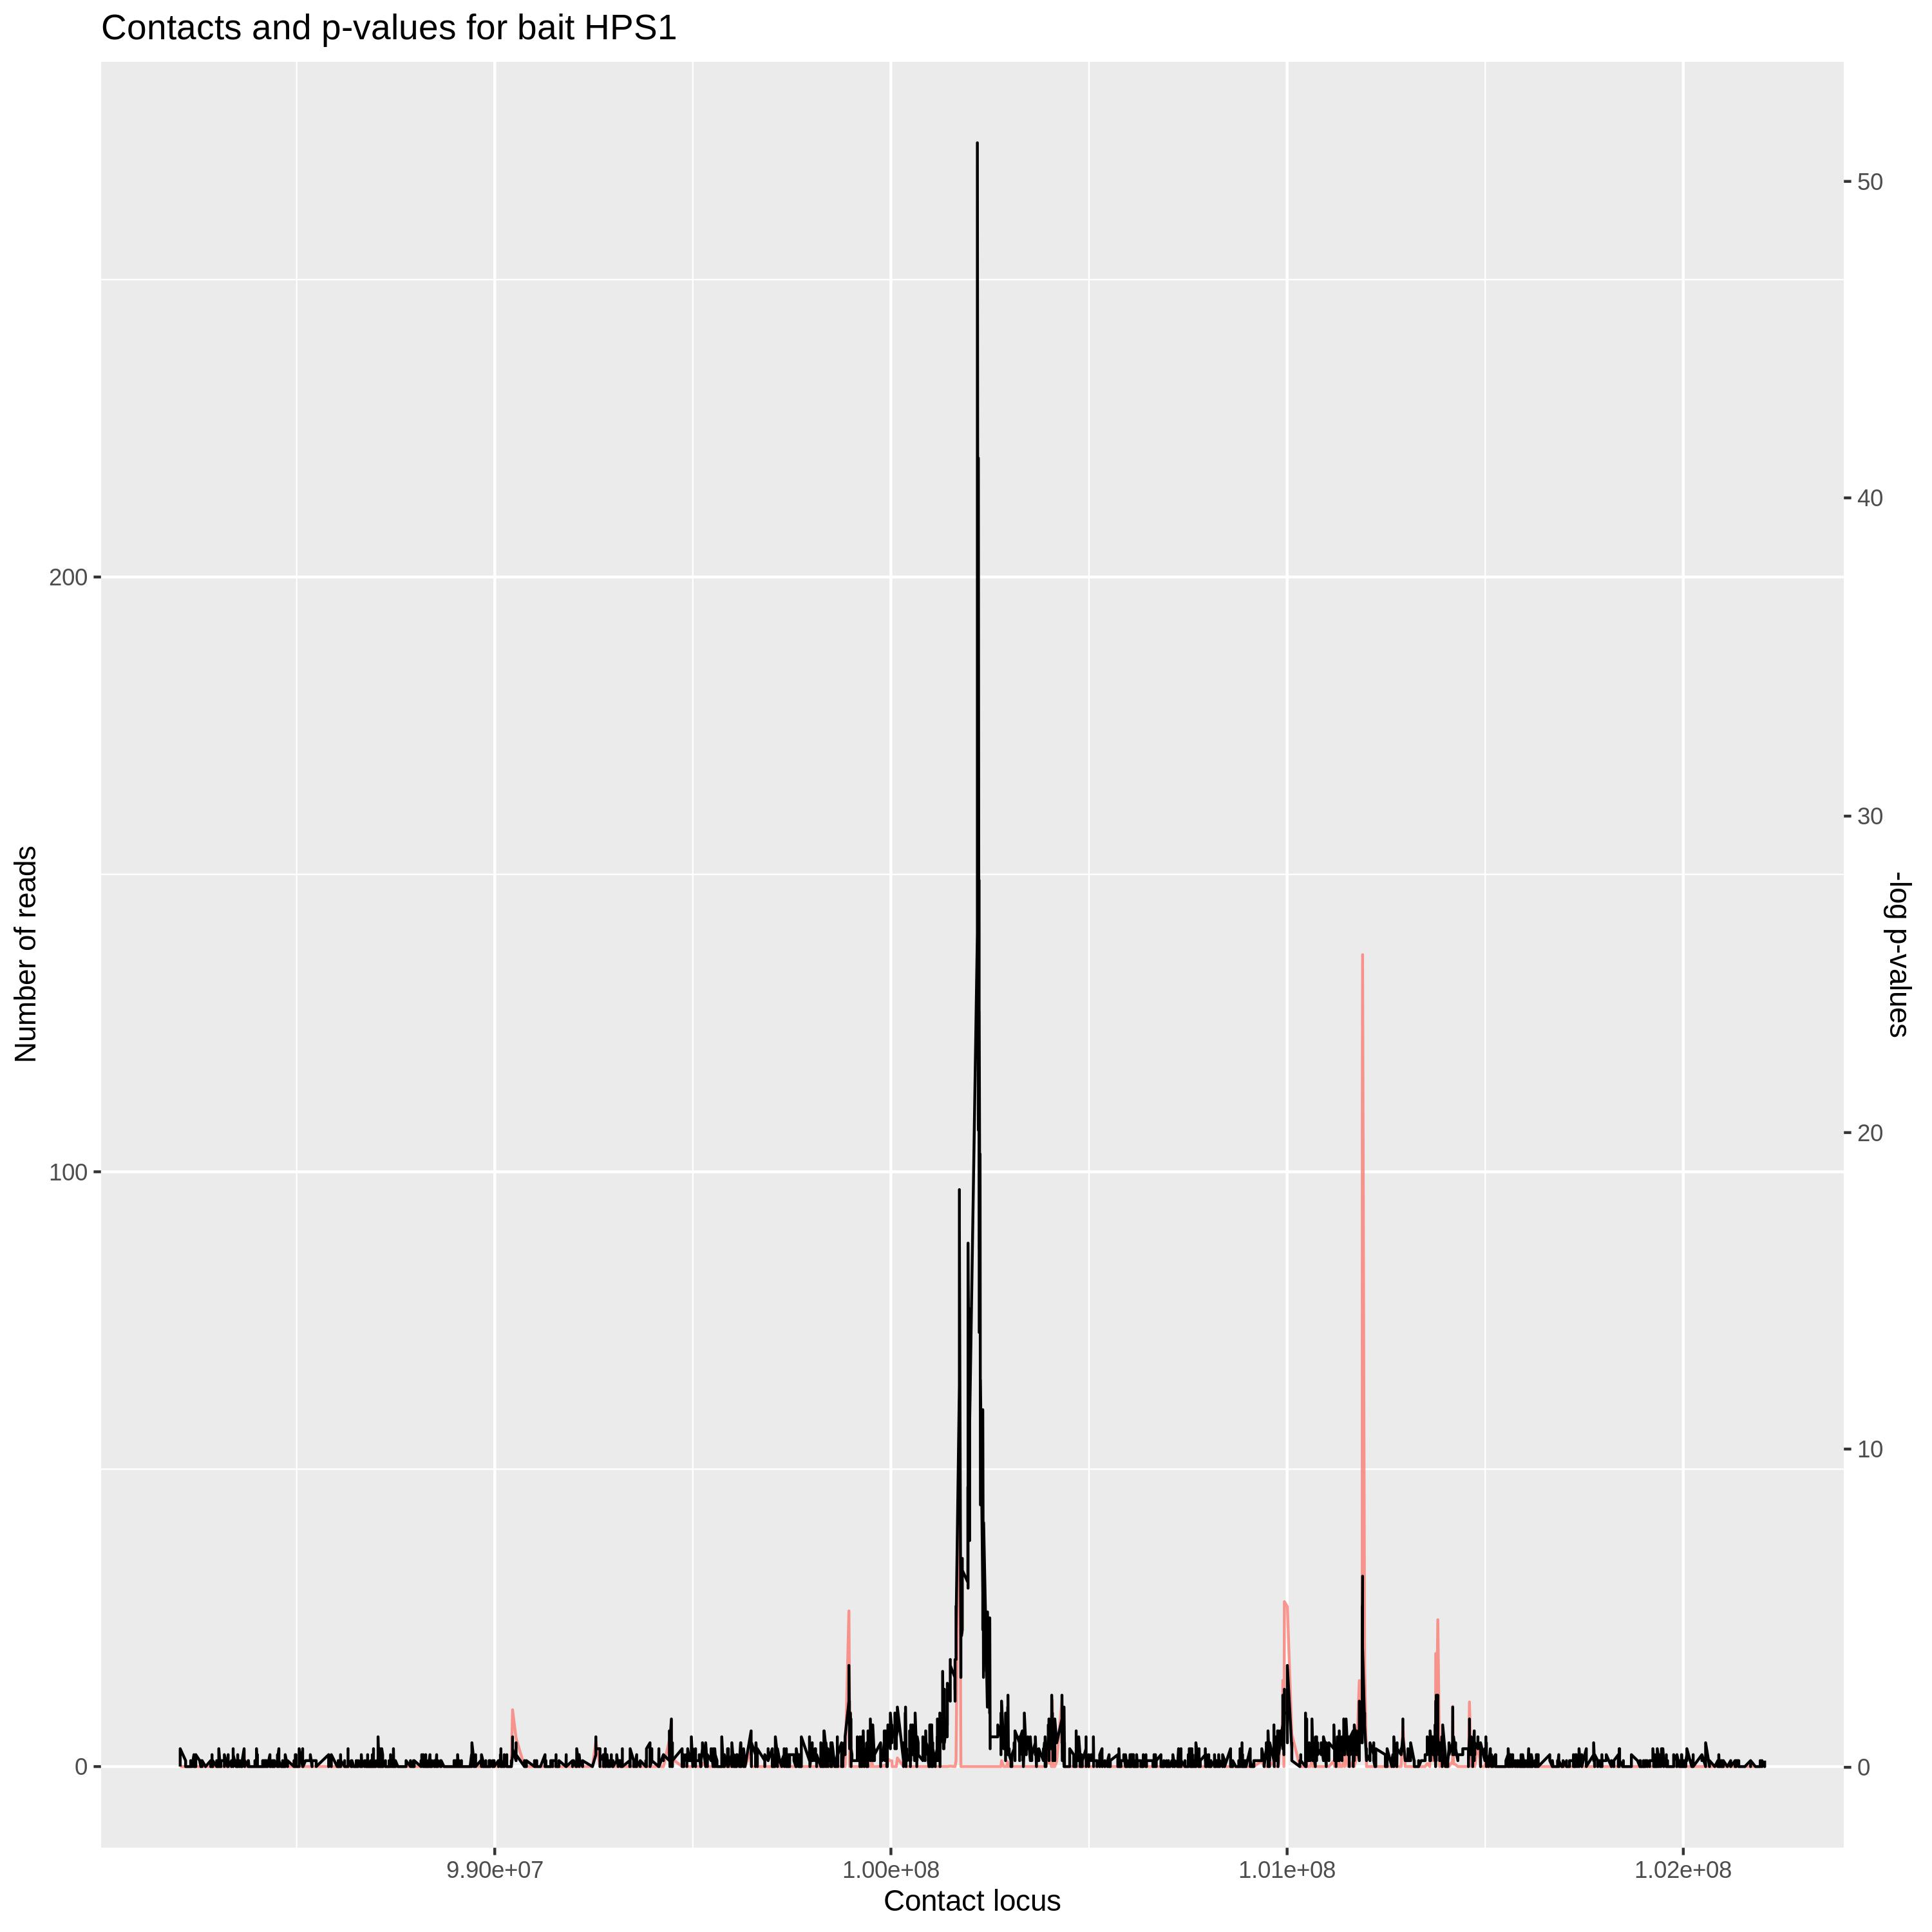 Contacts and p-values for bait HPS1
Number of reads
200
100
0
50
40
30
20
10
0
-log p-values
9.90e+07
1.00e+08
1.01e+08
1.02e+08
Contact locus